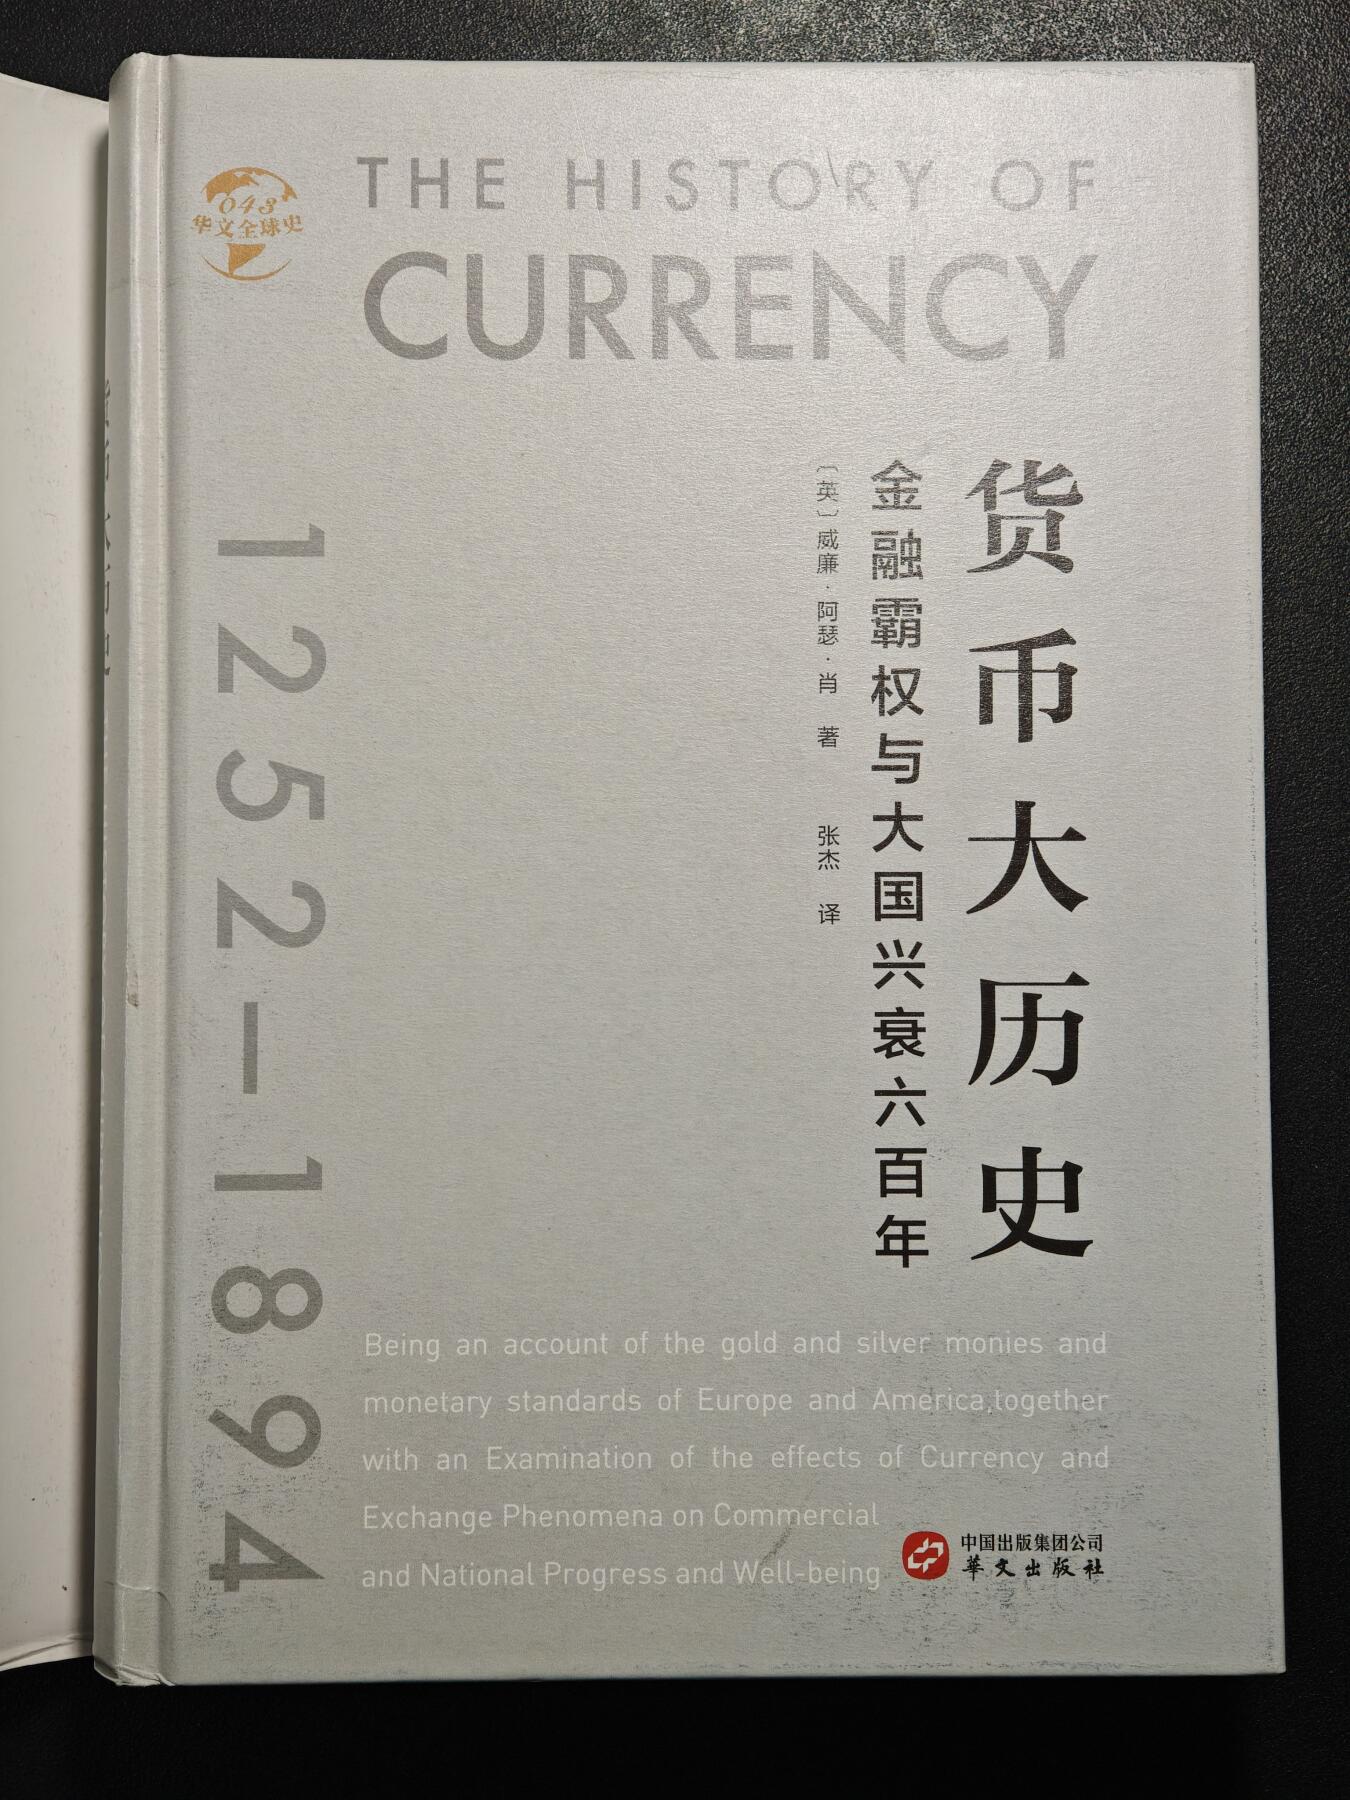 THE HISTORY OF
CURRENCY
043
华文全球史
1252-1894
货币大历史
金融霸权与大国兴衰六百年
〔英〕威廉·阿瑟·肖 著 张杰 译
Being an account of the gold and silver monies and
monetary standards of Europe and America,together
with an Examination of the effects of Currency and
Exchange Phenomena on Commercial
and National Progress and Well-being
中国出版集团公司
華文出版社